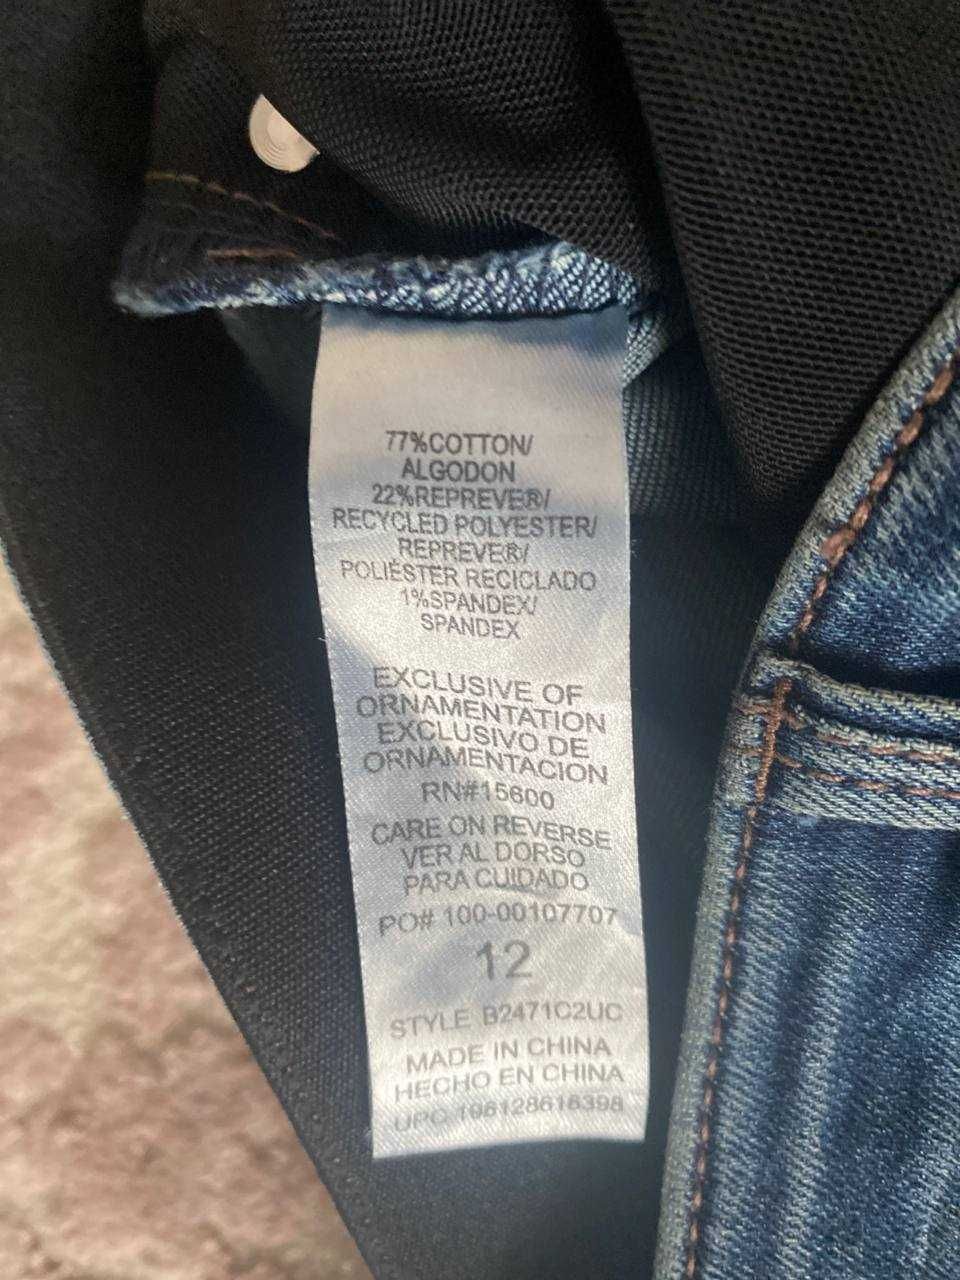 77%COTTON/
ALGODON
22%REPREVE®/
RECYCLED POLYESTER/
REPREVE®/
POLIÉSTER RECICLADO
1%SPANDEX/
SPANDEX
EXCLUSIVE OF
ORNAMENTATION
EXCLUSIVO DE
ORNAMENTACION
RN#15600
CARE ON REVERSE
VER AL DORSO
PARA CUIDADO
PO# 100-00107707
12
STYLE B2471C2UC
MADE IN CHINA
HECHO EN CHINA
UPC 196128616398